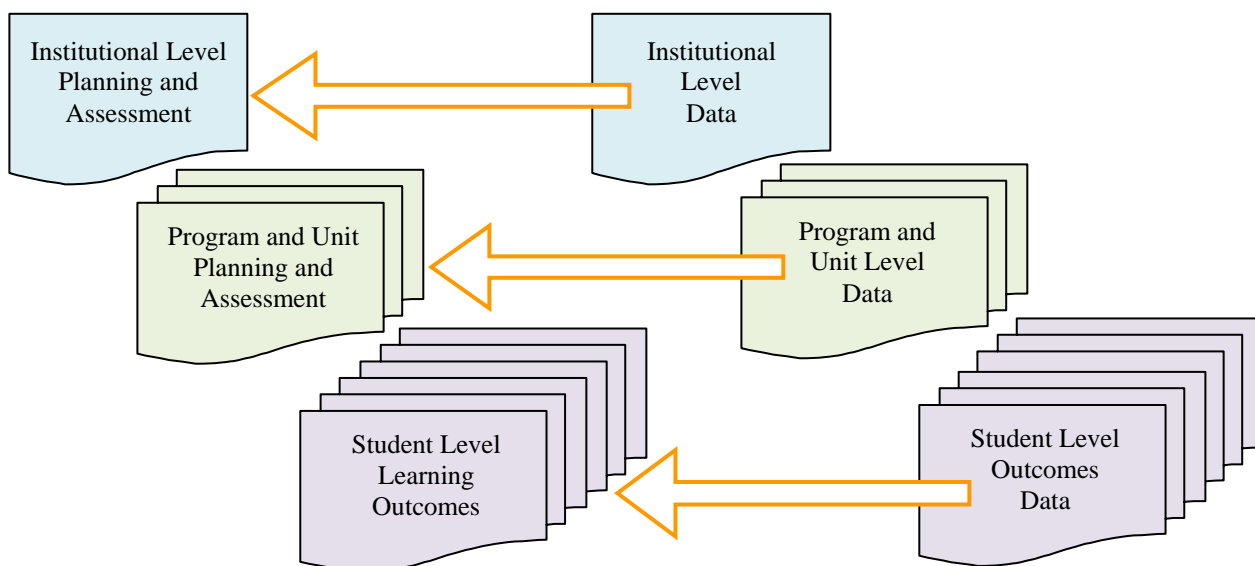 Institutional Level
Planning and
Assessment
Institutional
Level
Data
Program and Unit
Planning and
Assessment
Program and
Unit Level
Data
Student Level
Learning
Outcomes
Student Level
Outcomes
Data